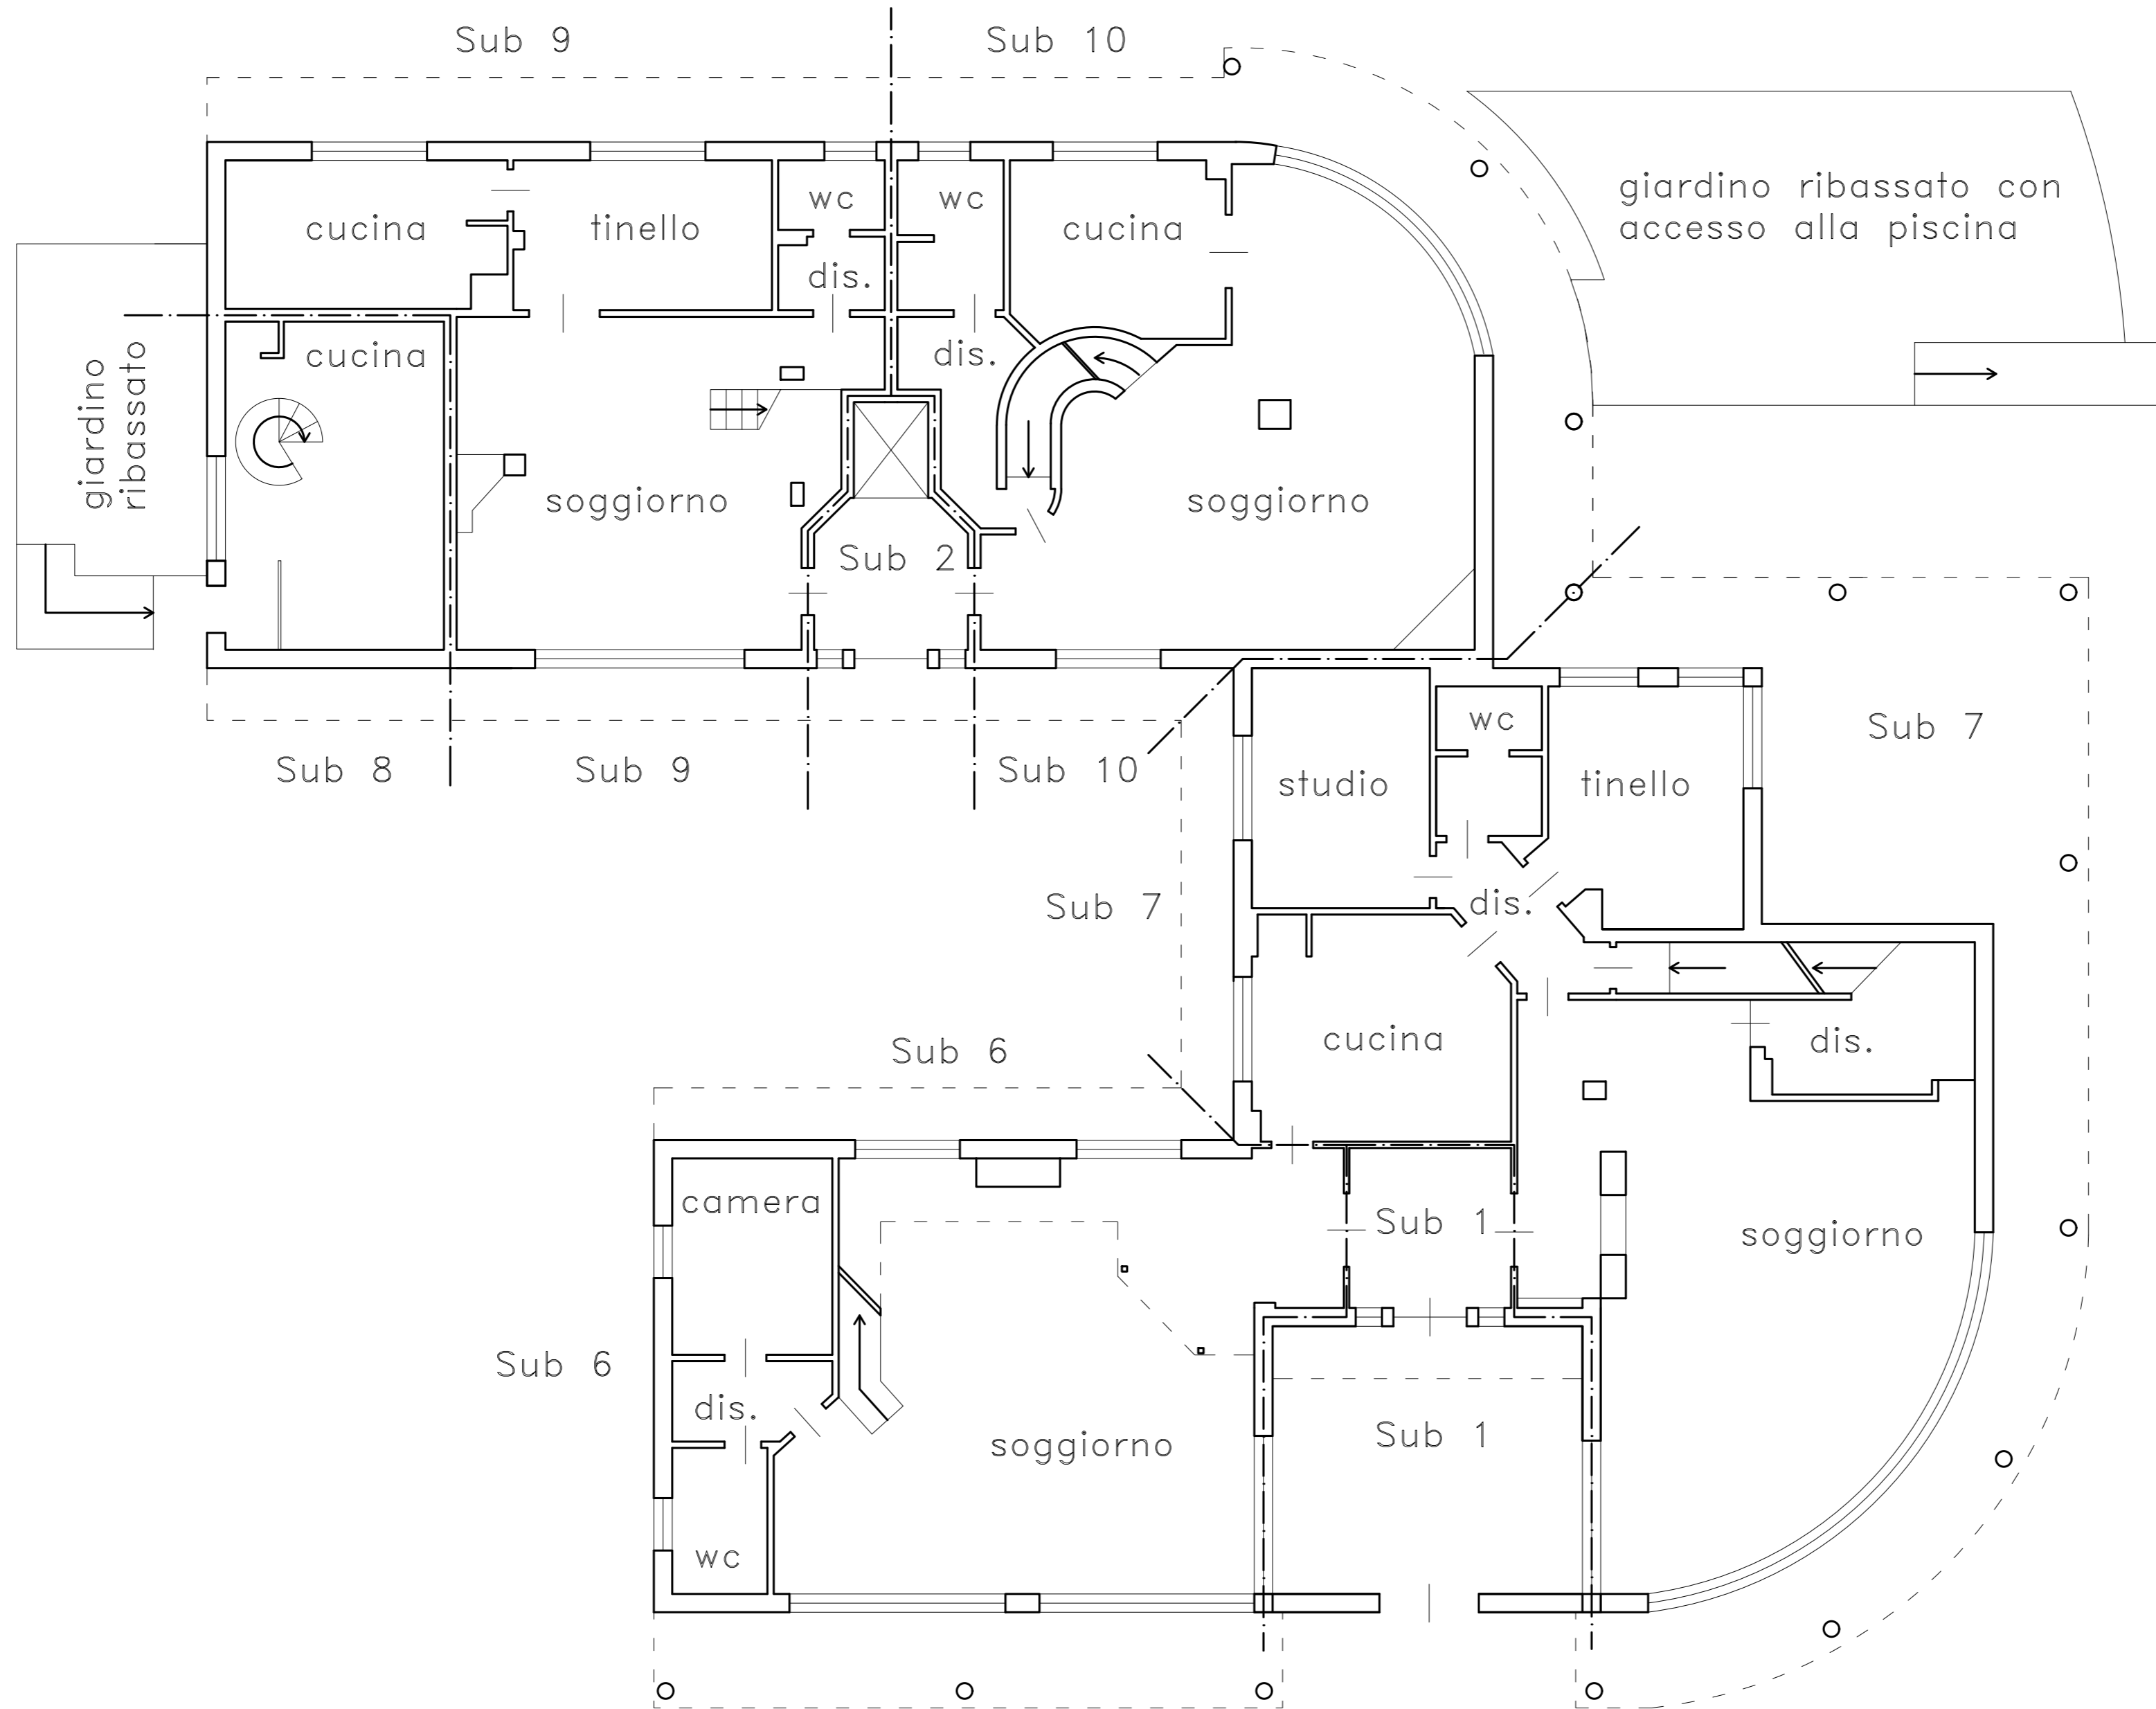 Sub 9
Sub 10
giardino ribassato con
accesso alla piscina
wc
wc
cucina
tinello
cucina
dis.
cucina
dis.
giardino
ribassato
soggiorno
soggiorno
Sub 2
wc
Sub 7
Sub 8
Sub 9
Sub 10
studio
tinello
Sub 7
dis.
Sub 6
cucina
dis.
camera
Sub 1
soggiorno
Sub 6
dis.
soggiorno
Sub 1
wc